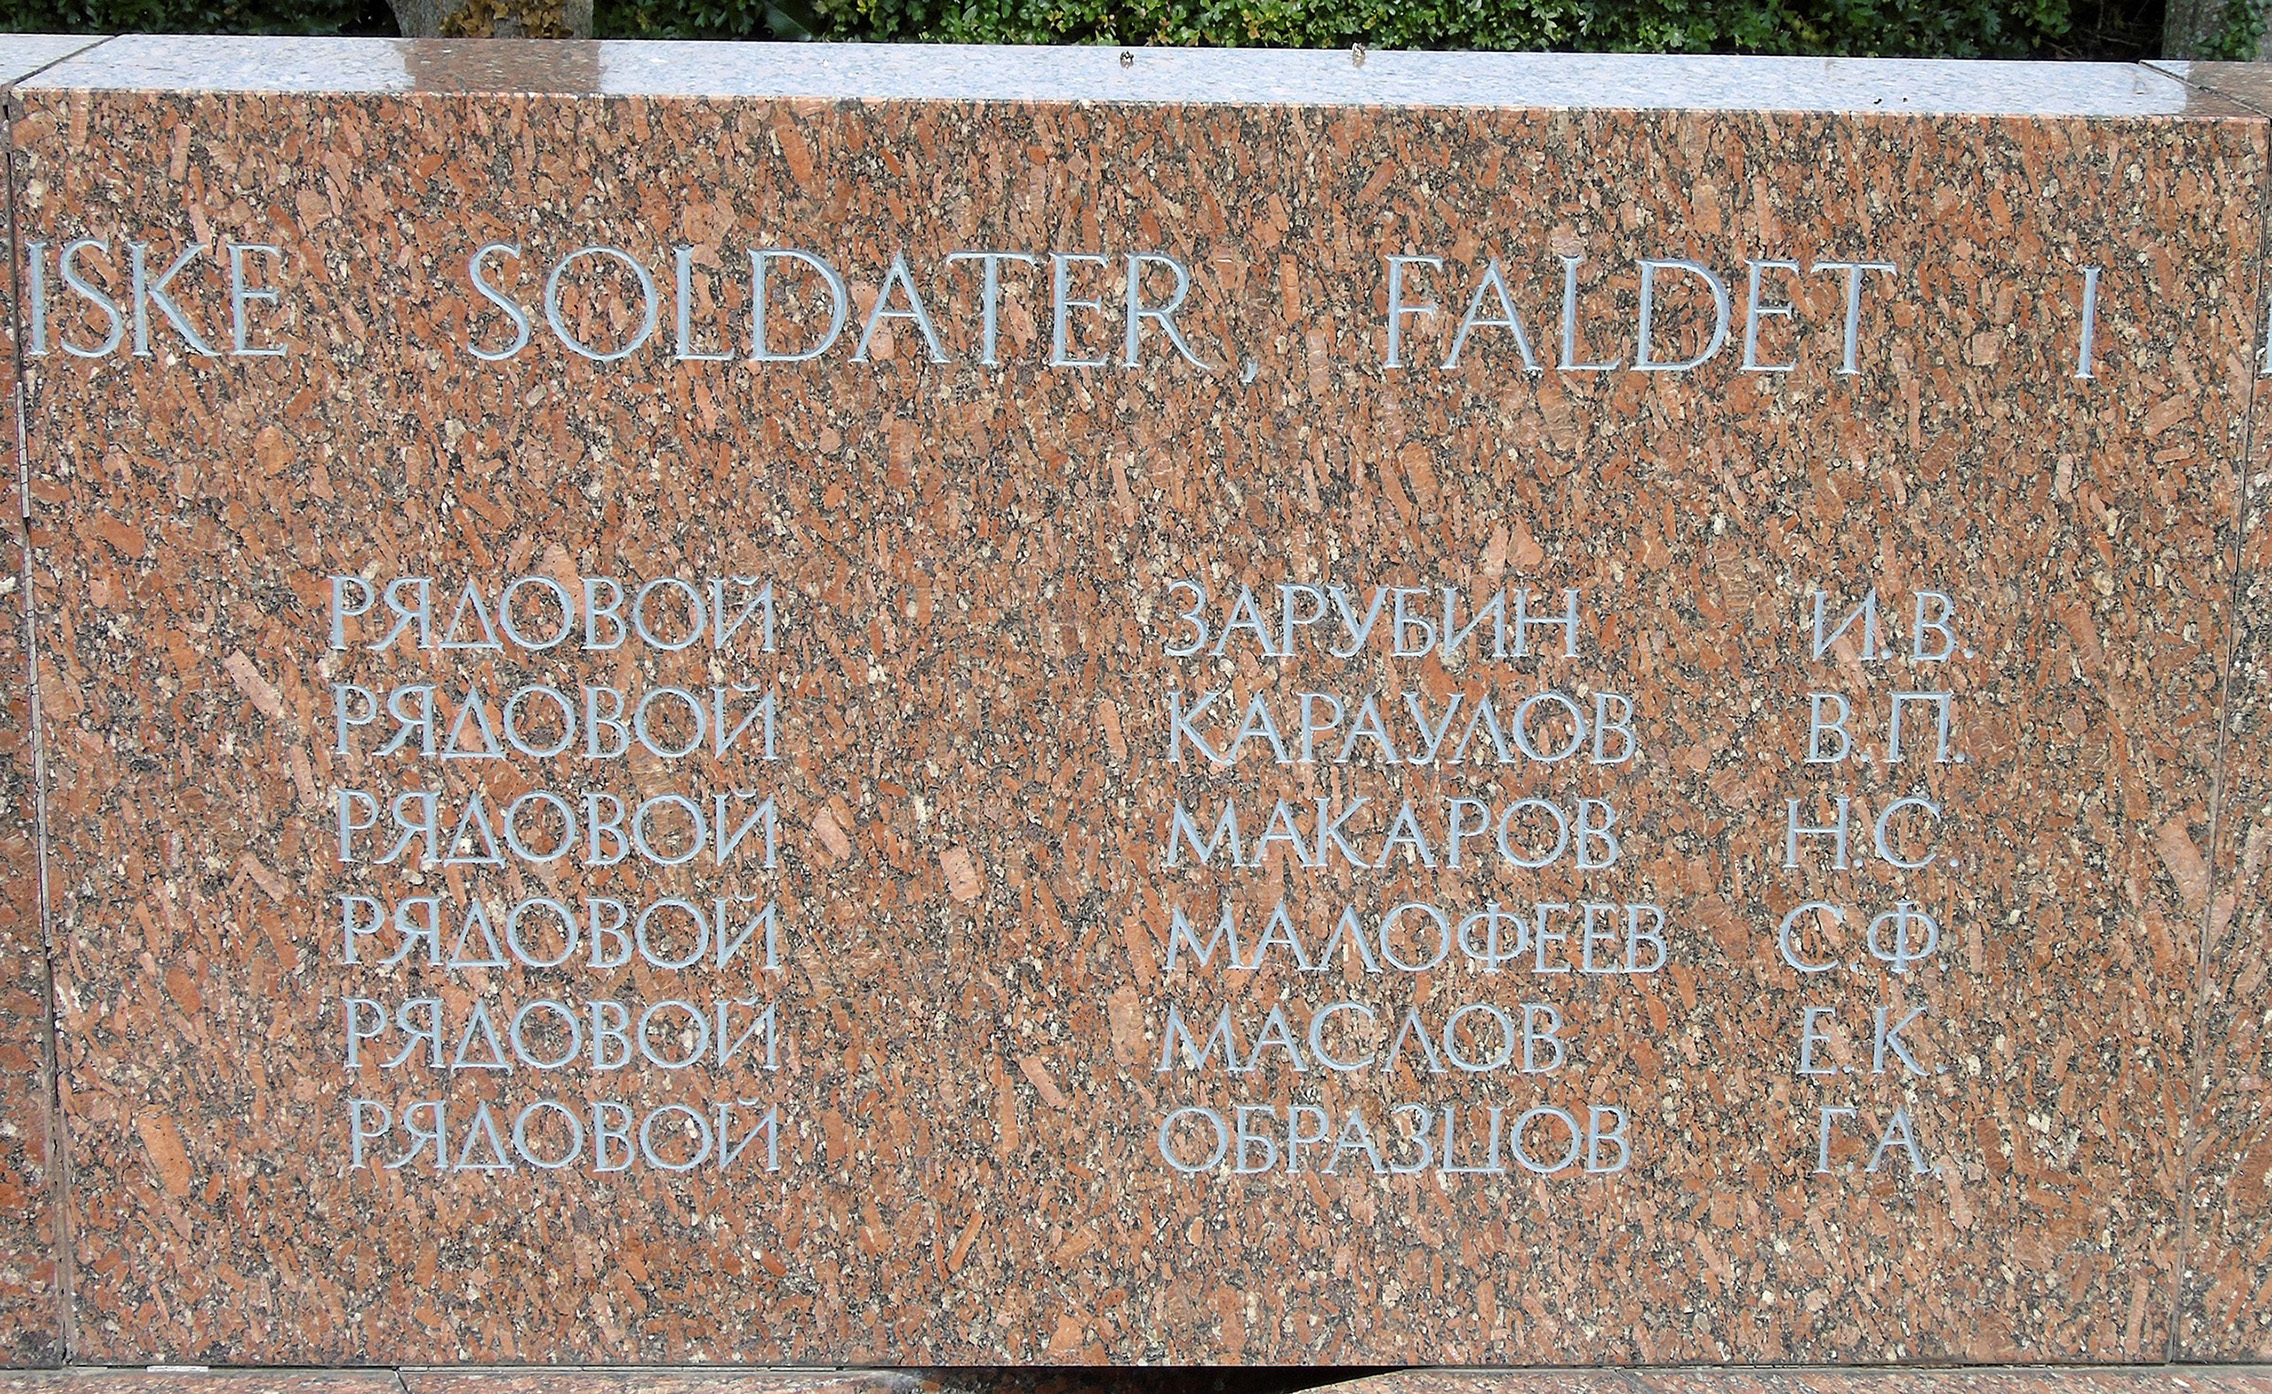 ISKE SOLDATER, FALDET I
РЯДОВОЙ ЗАРУБИН И.В.
РЯДОВОЙ КАРАУЛОВ В.П.
РЯДОВОЙ МАКАРОВ Н.С.
РЯДОВОЙ МАЛОФЕЕВ С.Ф.
РЯДОВОЙ МАСЛОВ Е.К.
РЯДОВОЙ ОБРАЗЦОВ Г.А.